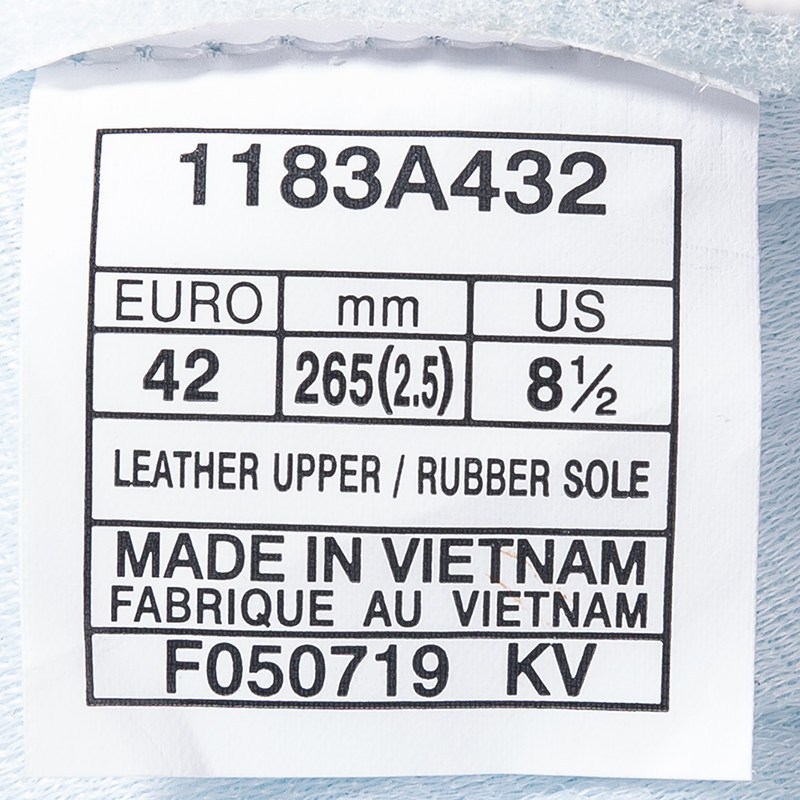 1183A432
EURO mm US
42 265(2.5) 8½
LEATHER UPPER / RUBBER SOLE
MADE IN VIETNAM
FABRIQUE AU VIETNAM
F050719 KV